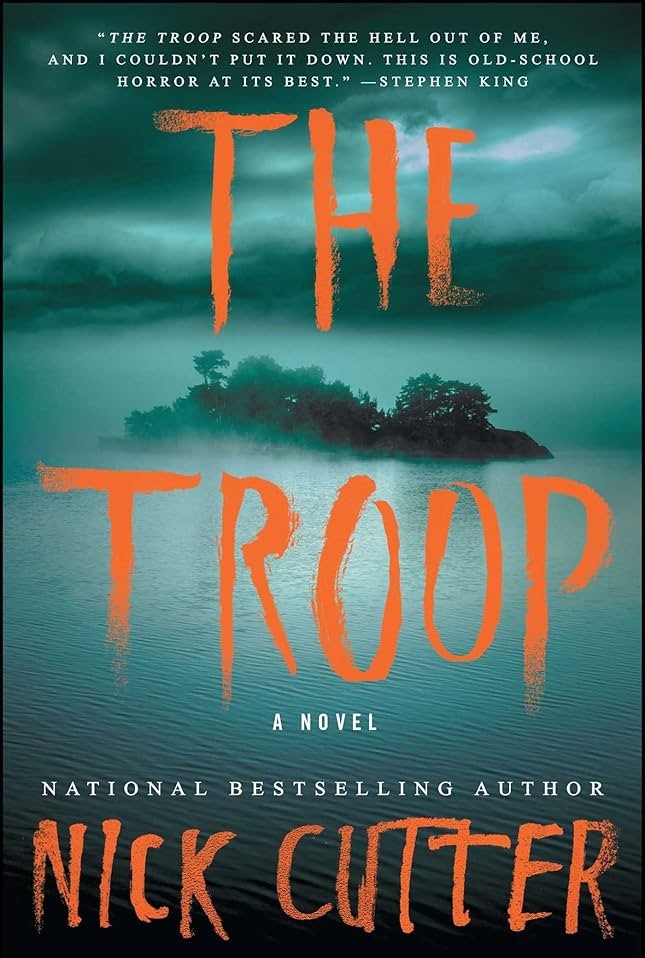 “THE TROOP SCARED THE HELL OUT OF ME,
AND I COULDN’T PUT IT DOWN. THIS IS OLD-SCHOOL
HORROR AT ITS BEST.” —STEPHEN KING
THE
TROOP
A NOVEL
NATIONAL BESTSELLING AUTHOR
NICK CUTTER